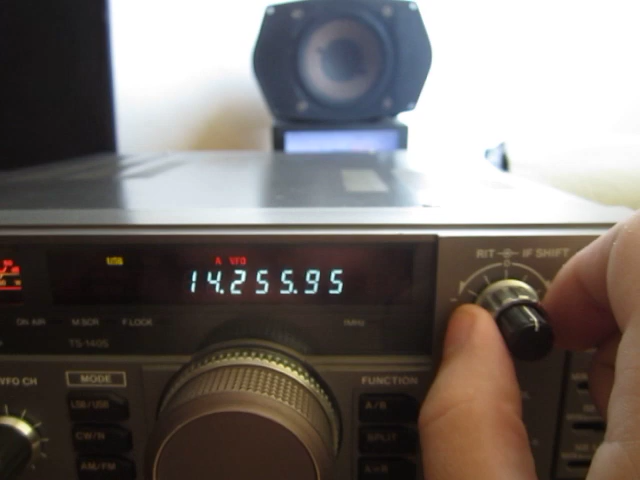 RIT IF SHIFT
USB
A VFO
14.255.95
ON AIR M.SCR F.LOCK 1MHz
TS-140S
VFO CH
MODE
FUNCTION
LSB/USB
A/B
CW/N
SPLIT
AM/FM
A=B